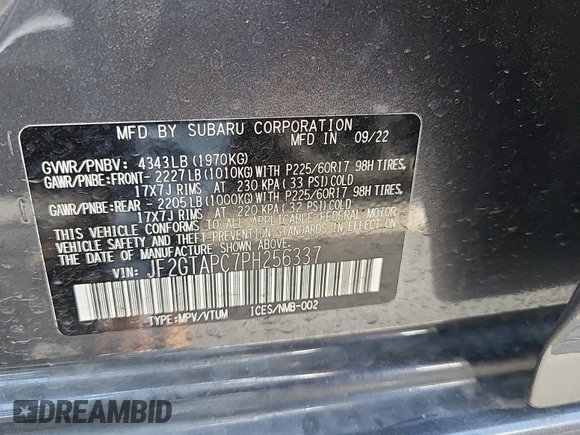 MFD BY SUBARU CORPORATION
MFD IN 09/22
GVWR/PNBV: 4343LB (1970KG)
GAWR/PNBE:FRONT- 2227LB(1010KG)WITH P225/60R17 98H TIRES,
17X7J RIMS AT 230 KPA(33 PSI)COLD
GAWR/PNBE:REAR - 2205LB(1000KG)WITH P225/60R17 98H TIRES,
17X7J RIMS AT 220 KPA(32 PSI)COLD
THIS VEHICLE CONFORMS TO ALL APPLICABLE FEDERAL MOTOR
VEHICLE SAFETY AND THEFT PREVENTION STANDARDS IN EFFECT ON
THE DATE OF MANUFACTURE SHOWN ABOVE.
VIN: JF2GTAPC7PH256337
TYPE:MPV/VTUM ICES/NMB-002
DREAMBID